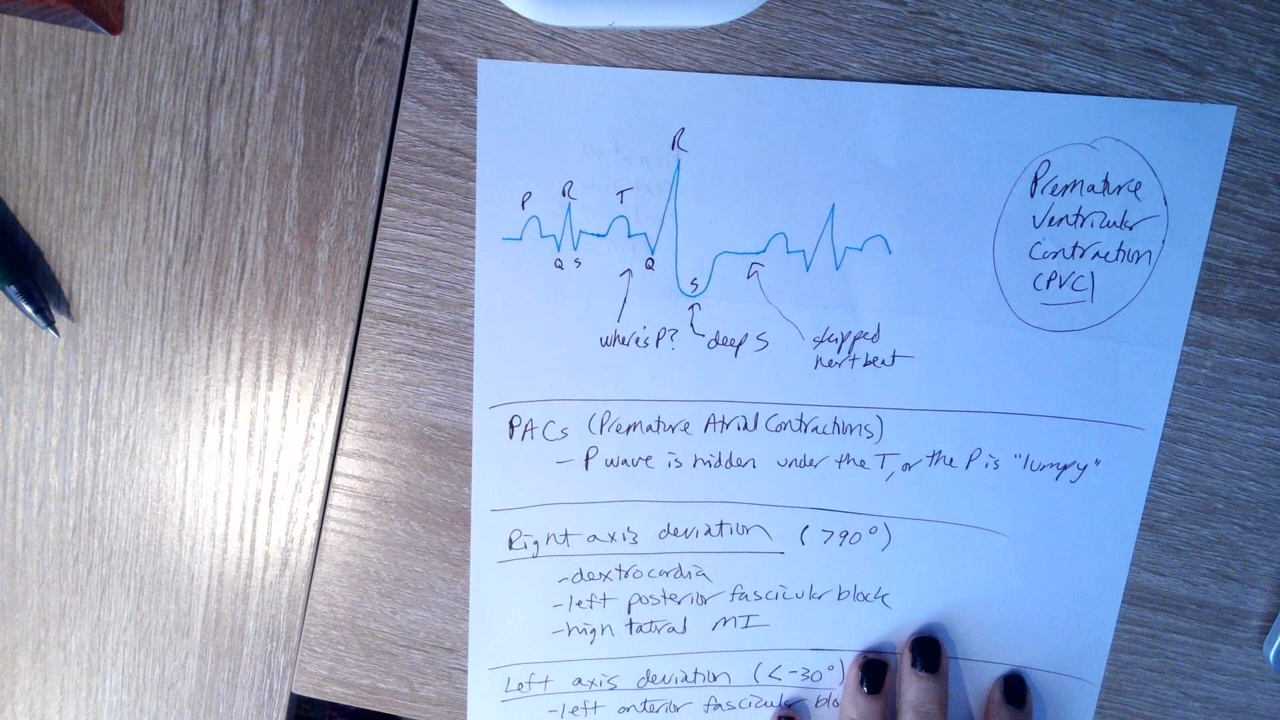 P R T R
Q S Q S
where's P? deep S skipped
heartbeat
Premature
ventricular
Contraction
(PVC)
PACs (Premature Atrial Contractions)
- P wave is hidden under the T, or the P is "lumpy"
Right axis deviation (>90°)
- dextrocardia
- left posterior fascicular block
- high lateral MI
Left axis deviation (<-30°)
- left anterior fascicular blo